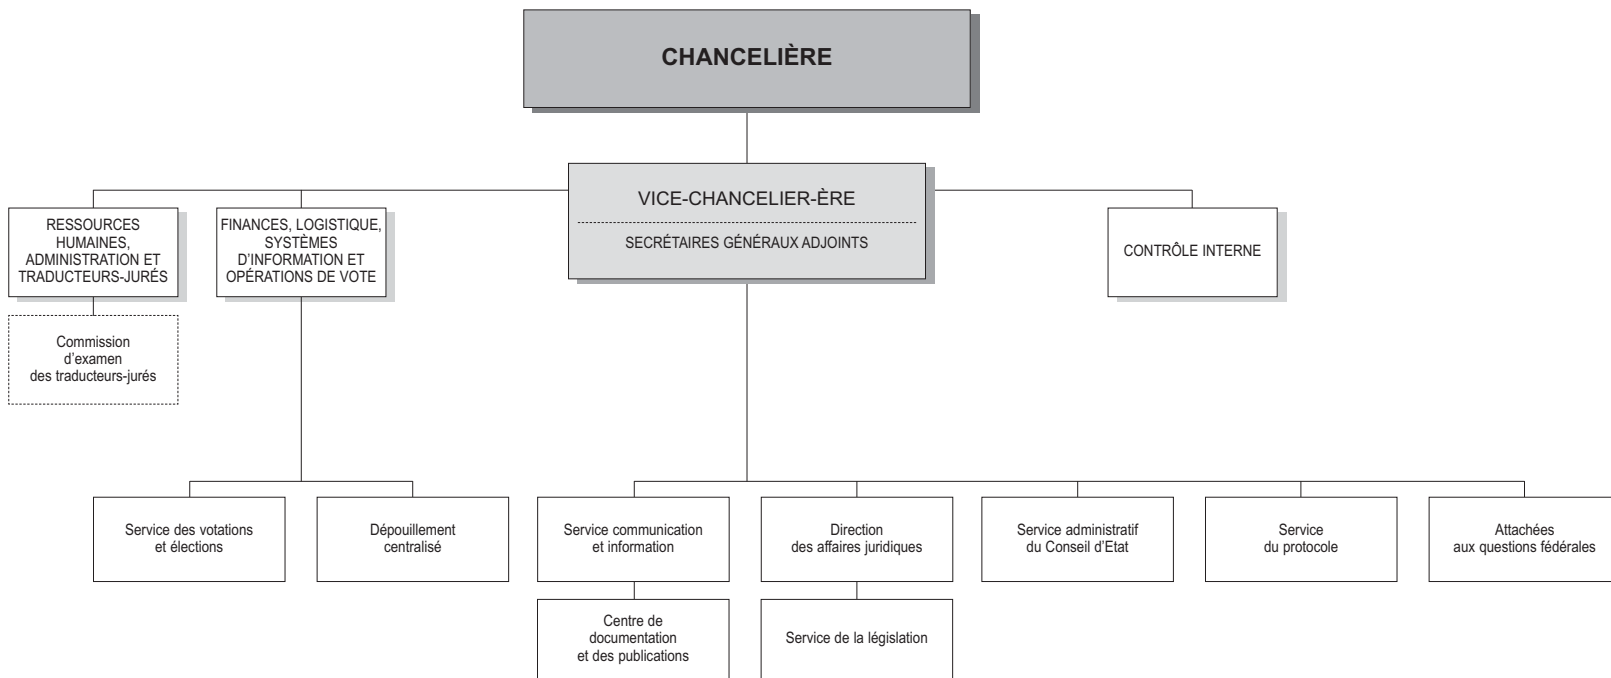 CHANCELIÈRE
VICE-CHANCELIER-ÈRE
SECRÉTAIRES GÉNÉRAUX ADJOINTS
RESSOURCES
HUMAINES,
ADMINISTRATION ET
TRADUCTEURS-JURÉS
FINANCES, LOGISTIQUE,
SYSTÈMES
D'INFORMATION ET
OPÉRATIONS DE VOTE
CONTRÔLE INTERNE
Commission
d'examen
des traducteurs-jurés
Service des votations
et élections
Dépouillement
centralisé
Service communication
et information
Direction
des affaires juridiques
Service administratif
du Conseil d'Etat
Service
du protocole
Attachées
aux questions fédérales
Centre de
documentation
et des publications
Service de la législation